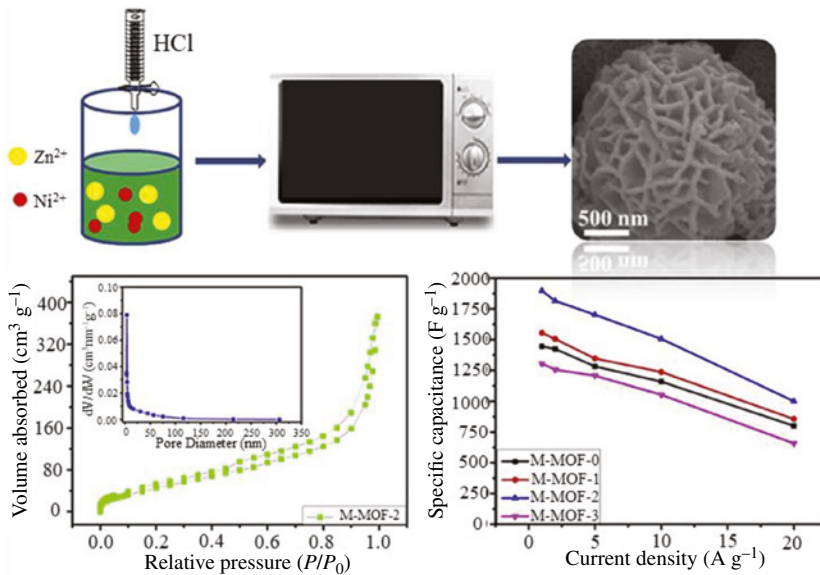 HCl
Zn²⁺
Ni²⁺
500 nm
Volume absorbed (cm³ g⁻¹)
400
320
240
160
80
0
0.0 0.2 0.4 0.6 0.8 1.0
Relative pressure (P/P₀)
M-MOF-2
dV/dW (cm³nm⁻¹g⁻¹)
0.10
0.08
0.06
0.04
0.02
0.00
0 50 100 150 200 250 300 350
Pore Diameter (nm)
Specific capacitance (F g⁻¹)
2000
1750
1500
1250
1000
750
500
250
0
0 5 10 15 20
Current density (A g⁻¹)
M-MOF-0
M-MOF-1
M-MOF-2
M-MOF-3